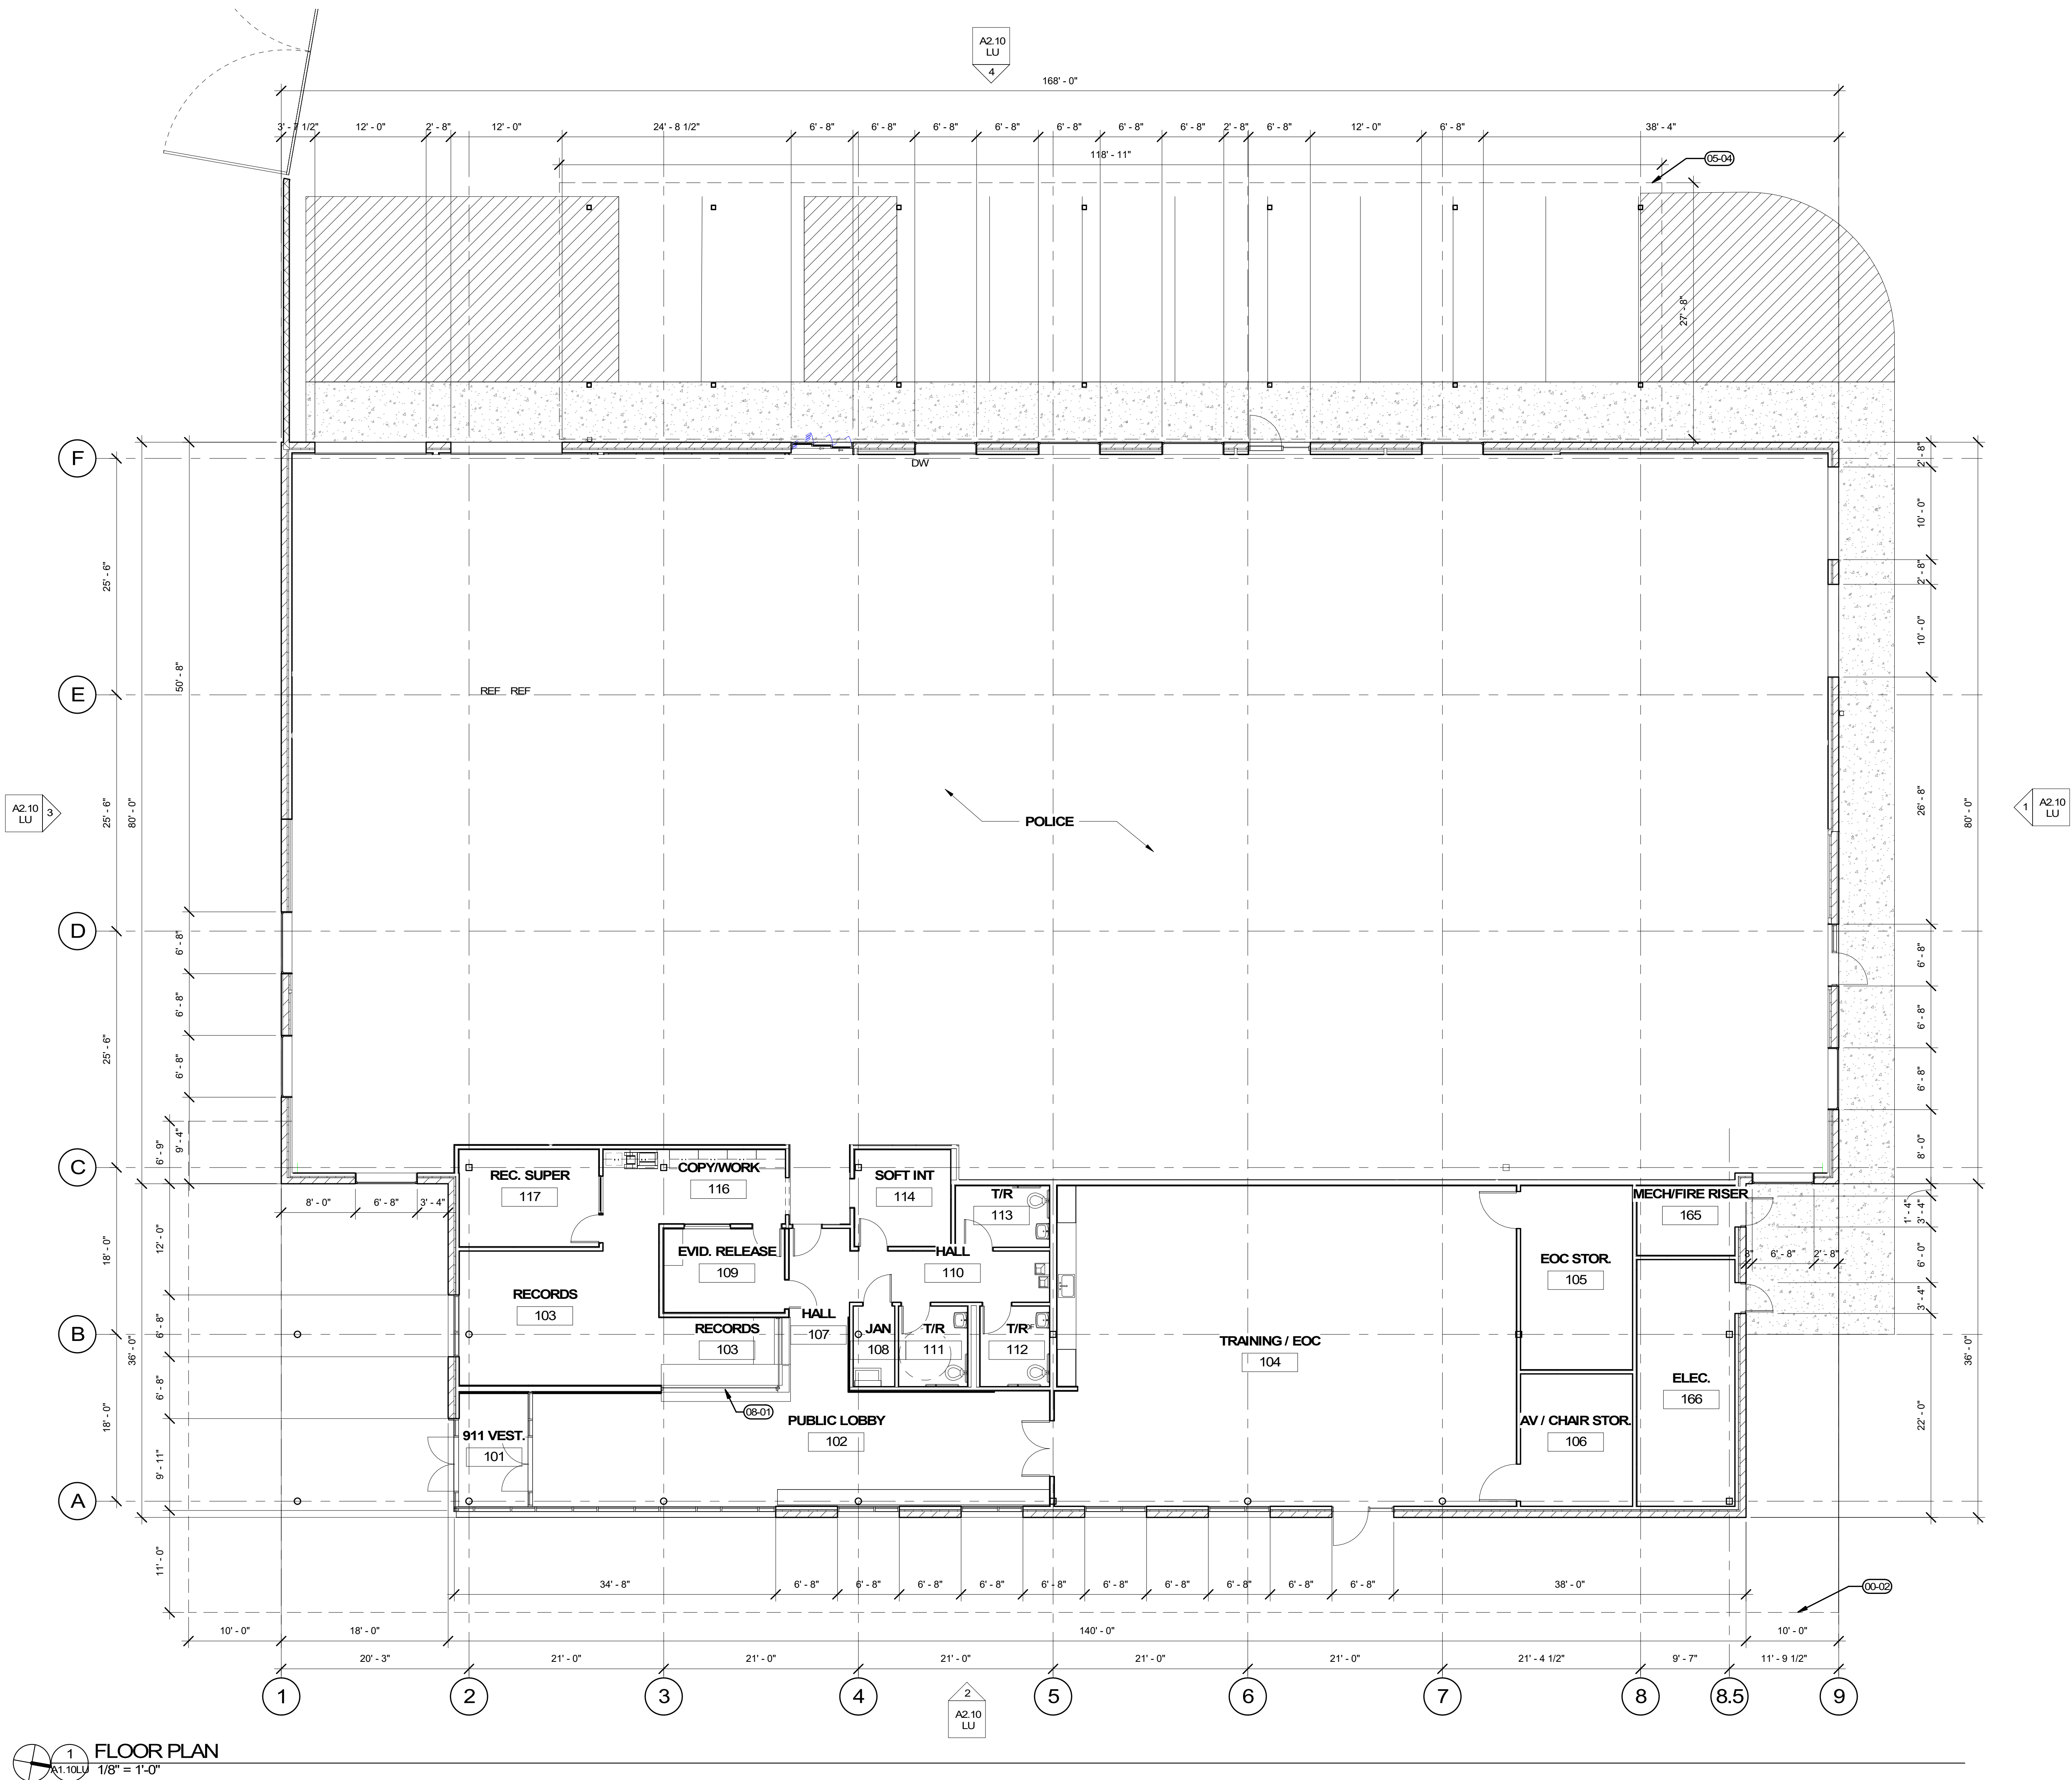 A2.10
LU
4
168' - 0"
3' - 7 1/2"
12' - 0"
2' - 8"
12' - 0"
24' - 8 1/2"
6' - 8"
6' - 8"
6' - 8"
6' - 8"
6' - 8"
6' - 8"
6' - 8"
2' - 8"
6' - 8"
12' - 0"
6' - 8"
38' - 4"
118' - 11"
05-04
27' - 8"
F
DW
2' - 8"
10' - 0"
25' - 6"
2' - 8"
10' - 0"
50' - 8"
E
REF REF
A2.10
LU
3
25' - 6"
80' - 0"
POLICE
26' - 8"
80' - 0"
1
A2.10
LU
D
6' - 8"
6' - 8"
6' - 8"
6' - 8"
25' - 6"
6' - 8"
6' - 8"
6' - 9"
9' - 4"
8' - 0"
C
REC. SUPER
117
COPY/WORK
116
SOFT INT
114
T/R
113
MECH/FIRE RISER
165
8' - 0"
6' - 8"
3' - 4"
1' - 4"
3' - 4"
12' - 0"
18' - 0"
EVID. RELEASE
109
HALL
110
EOC STOR.
105
8"
6' - 8"
2' - 8"
6' - 0"
RECORDS
103
HALL
107
3' - 4"
B
6' - 8"
36' - 0"
RECORDS
103
JAN
108
T/R
111
T/R
112
TRAINING / EOC
104
36' - 0"
6' - 8"
ELEC.
166
08-01
18' - 0"
PUBLIC LOBBY
102
AV / CHAIR STOR.
106
22' - 0"
911 VEST.
101
9' - 11"
A
11' - 0"
34' - 8"
6' - 8"
6' - 8"
6' - 8"
6' - 8"
6' - 8"
6' - 8"
6' - 8"
6' - 8"
6' - 8"
6' - 8"
38' - 0"
00-02
10' - 0"
18' - 0"
140' - 0"
10' - 0"
20' - 3"
21' - 0"
21' - 0"
21' - 0"
21' - 0"
21' - 0"
21' - 4 1/2"
9' - 7"
11' - 9 1/2"
1
2
3
4
5
6
7
8
8.5
9
2
A2.10
LU
1
A1.10LU
FLOOR PLAN
1/8" = 1'-0"